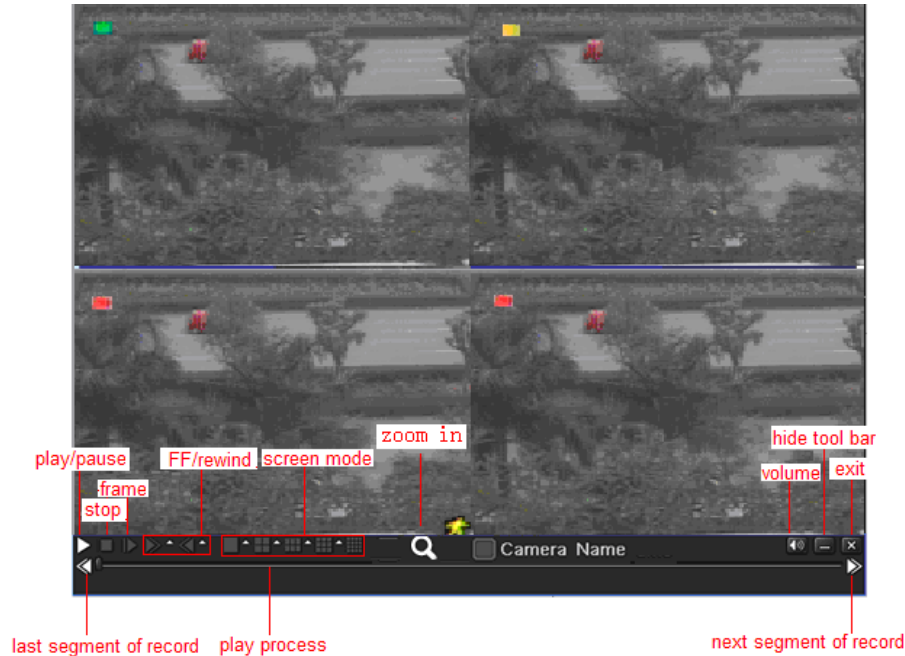 zoom in
hide tool bar
play/pause
FF/rewind
screen mode
volume
exit
frame
stop
Camera Name
last segment of record
play process
next segment of record